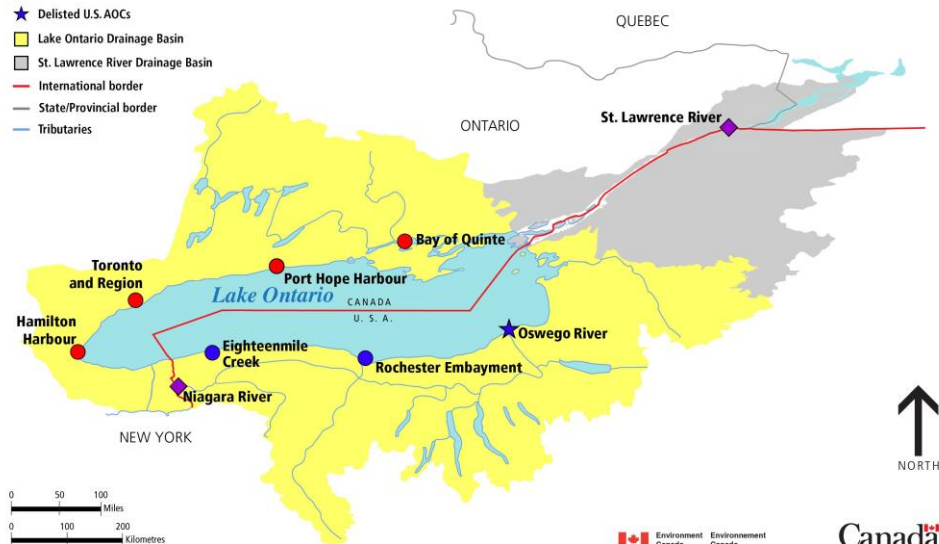 Delisted U.S. AOCs
Lake Ontario Drainage Basin
St. Lawrence River Drainage Basin
International border
State/Provincial border
Tributaries
QUEBEC
ONTARIO
St. Lawrence River
Bay of Quinte
Toronto
and Region
Port Hope Harbour
Lake Ontario
CANADA
U. S. A.
Hamilton
Harbour
Eighteenmile
Creek
Oswego River
Rochester Embayment
Niagara River
NEW YORK
NORTH
0 50 100
Miles
0 100 200
Kilometres
Environment Environnement
Canada Canada
Canada